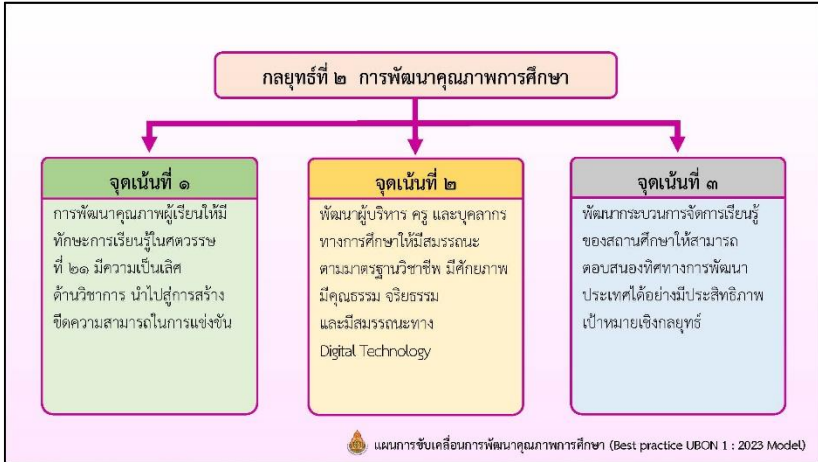 กลยุทธ์ที่ ๒ การพัฒนาคุณภาพการศึกษา
จุดเน้นที่ ๑
การพัฒนาคุณภาพผู้เรียนให้มี
ทักษะการเรียนรู้ในศตวรรษ
ที่ ๒๑ มีความเป็นเลิศ
ด้านวิชาการ นำไปสู่การสร้าง
ขีดความสามารถในการแข่งขัน
จุดเน้นที่ ๒
พัฒนาผู้บริหาร ครู และบุคลากร
ทางการศึกษาให้มีสมรรถนะ
ตามมาตรฐานวิชาชีพ มีศักยภาพ
มีคุณธรรม จริยธรรม
และมีสมรรถนะทาง
Digital Technology
จุดเน้นที่ ๓
พัฒนากระบวนการจัดการเรียนรู้
ของสถานศึกษาให้สามารถ
ตอบสนองทิศทางการพัฒนา
ประเทศได้อย่างมีประสิทธิภาพ
เป้าหมายเชิงกลยุทธ์
แผนการขับเคลื่อนการพัฒนาคุณภาพการศึกษา (Best practice UBON 1 : 2023 Model)